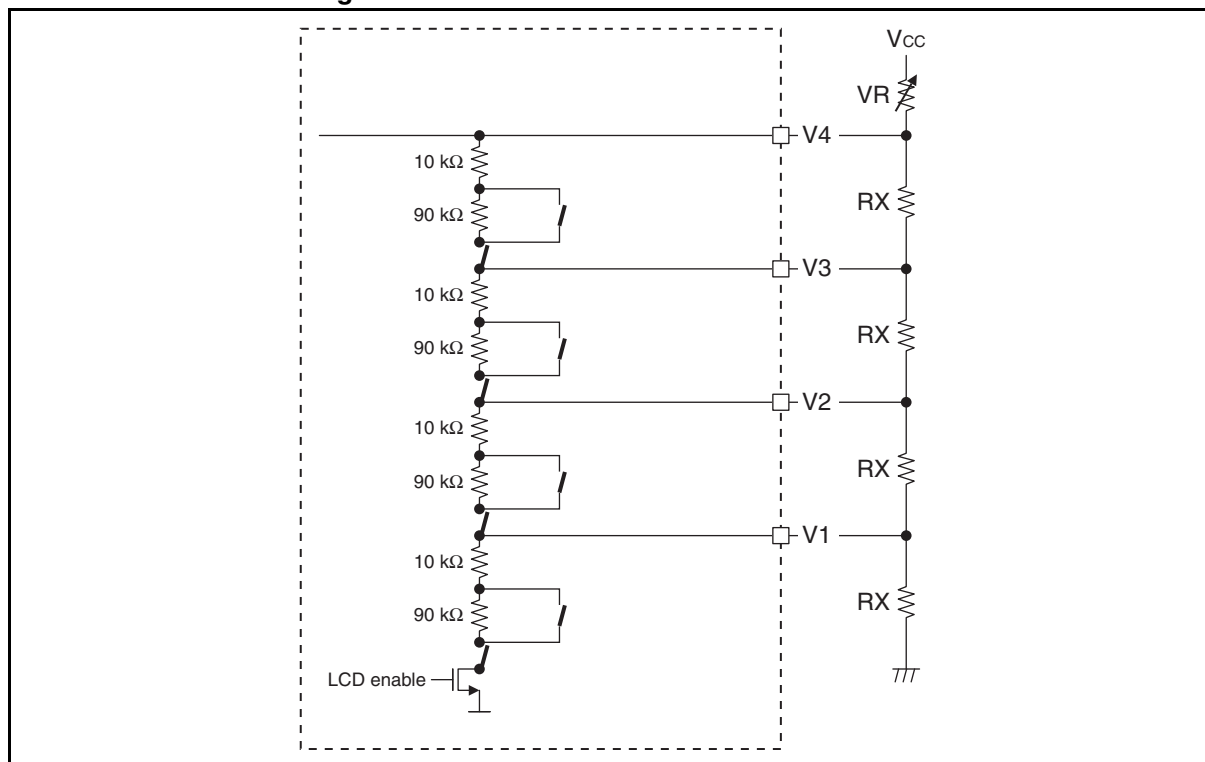 g
VCC
VR
V4
10 kΩ
RX
90 kΩ
V3
10 kΩ
RX
90 kΩ
V2
10 kΩ
RX
90 kΩ
V1
10 kΩ
RX
90 kΩ
LCD enable